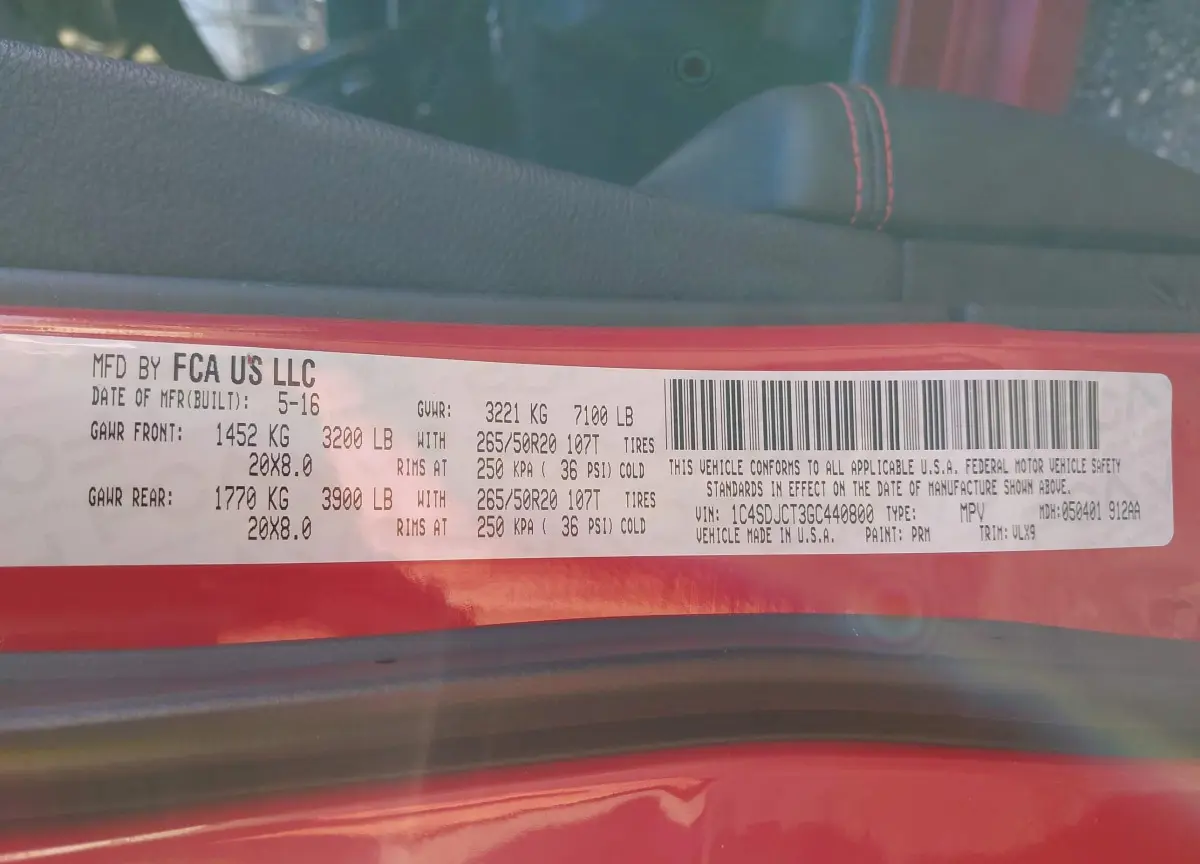 MFD BY FCA US LLC
DATE OF MFR(BUILT): 5-16 GVWR: 3221 KG 7100 LB
GAWR FRONT: 1452 KG 3200 LB WITH 265/50R20 107T TIRES
20X8.0 RIMS AT 250 KPA ( 36 PSI) COLD
GAWR REAR: 1770 KG 3900 LB WITH 265/50R20 107T TIRES
20X8.0 RIMS AT 250 KPA ( 36 PSI) COLD
THIS VEHICLE CONFORMS TO ALL APPLICABLE U.S.A. FEDERAL MOTOR VEHICLE SAFETY
STANDARDS IN EFFECT ON THE DATE OF MANUFACTURE SHOWN ABOVE.
VIN: 1C4SDJCT3GC440800 TYPE: MPV MDH:050401 912AA
VEHICLE MADE IN U.S.A. PAINT: PRM TRIM: VLX9